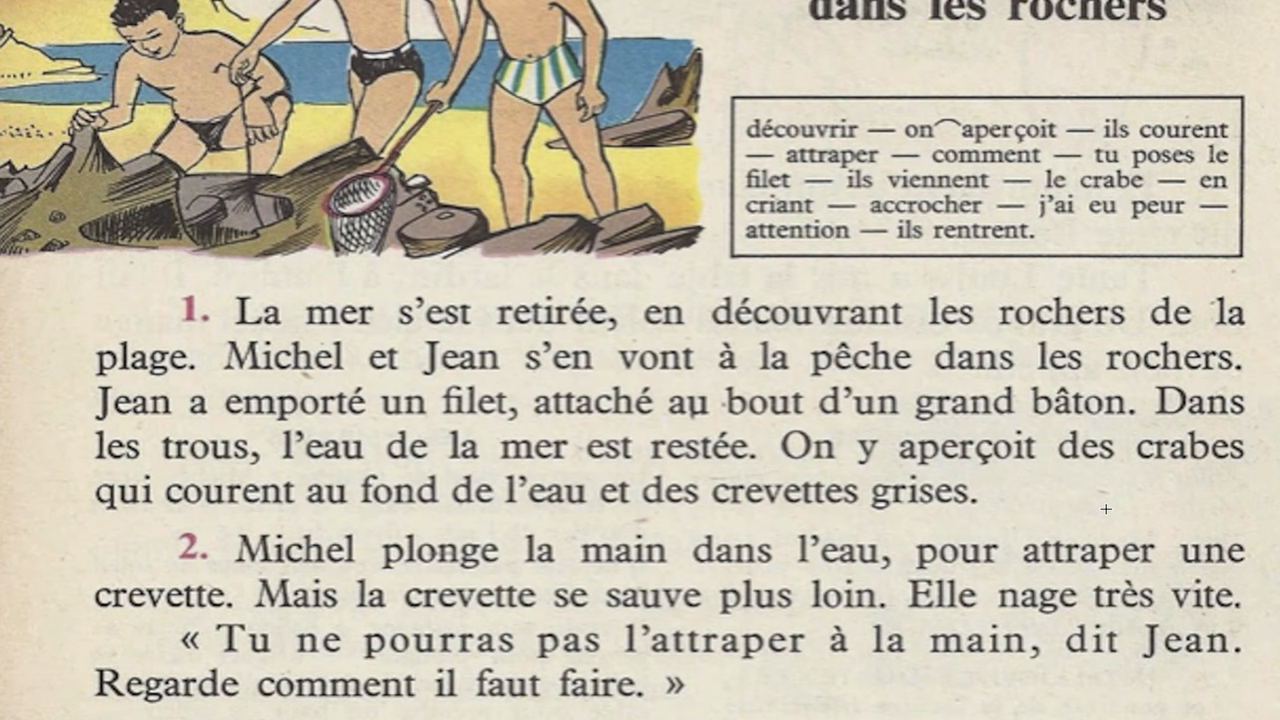 dans les rochers
découvrir — on aperçoit — ils courent
— attraper — comment — tu poses le
filet — ils viennent — le crabe — en
criant — accrocher — j'ai eu peur —
attention — ils rentrent.
1. La mer s'est retirée, en découvrant les rochers de la
plage. Michel et Jean s'en vont à la pêche dans les rochers.
Jean a emporté un filet, attaché au bout d'un grand bâton. Dans
les trous, l'eau de la mer est restée. On y aperçoit des crabes
qui courent au fond de l'eau et des crevettes grises.
2. Michel plonge la main dans l'eau, pour attraper une
crevette. Mais la crevette se sauve plus loin. Elle nage très vite.
« Tu ne pourras pas l'attraper à la main, dit Jean.
Regarde comment il faut faire. »